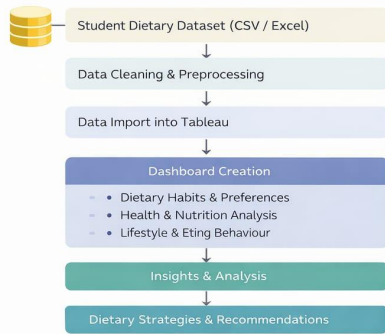 Student Dietary Dataset (CSV / Excel)
Data Cleaning & Preprocessing
Data Import into Tableau
Dashboard Creation
• Dietary Habits & Preferences
• Health & Nutrition Analysis
• Lifestyle & Eting Behaviour
Insights & Analysis
Dietary Strategies & Recommendations